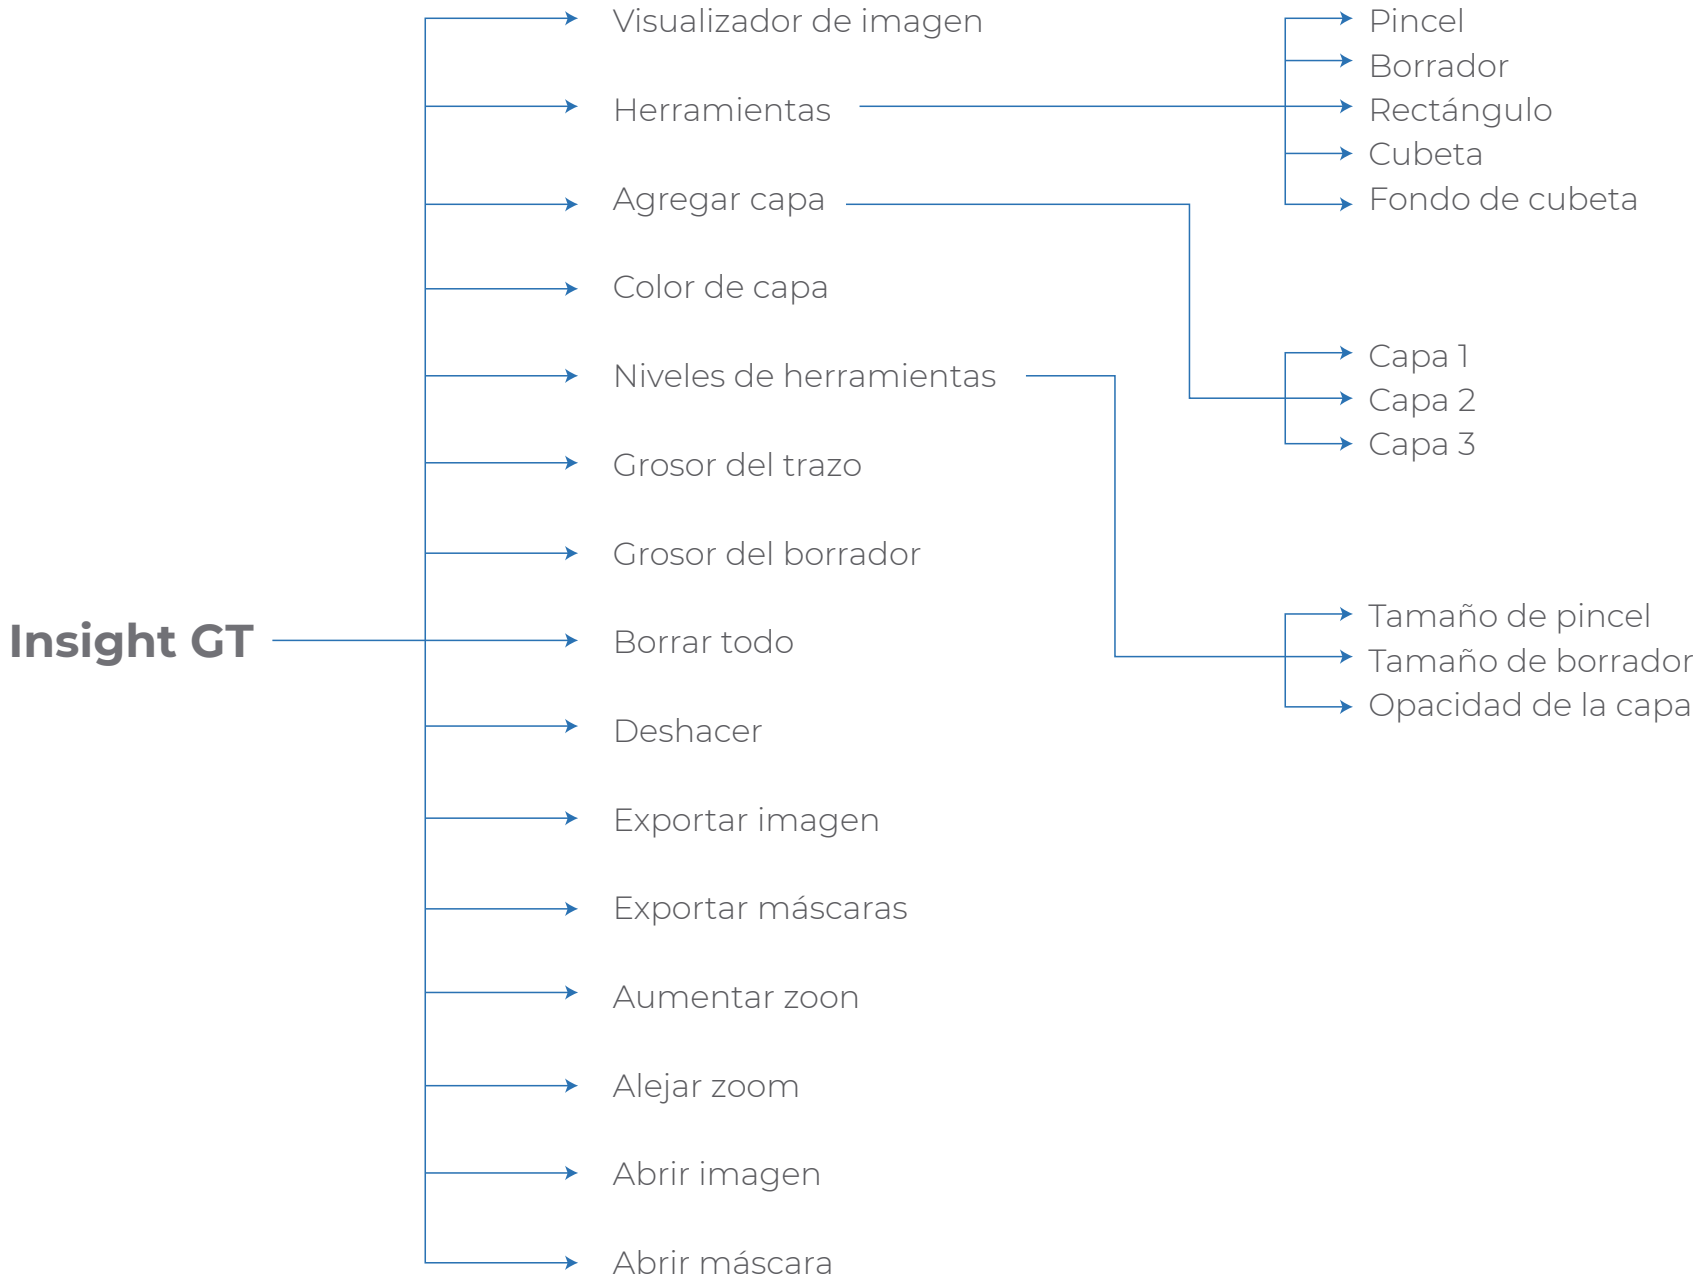 Insight GT
Visualizador de imagen
Herramientas
Agregar capa
Color de capa
Niveles de herramientas
Grosor del trazo
Grosor del borrador
Borrar todo
Deshacer
Exportar imagen
Exportar máscaras
Aumentar zoon
Alejar zoom
Abrir imagen
Abrir máscara
Pincel
Borrador
Rectángulo
Cubeta
Fondo de cubeta
Capa 1
Capa 2
Capa 3
Tamaño de pincel
Tamaño de borrador
Opacidad de la capa